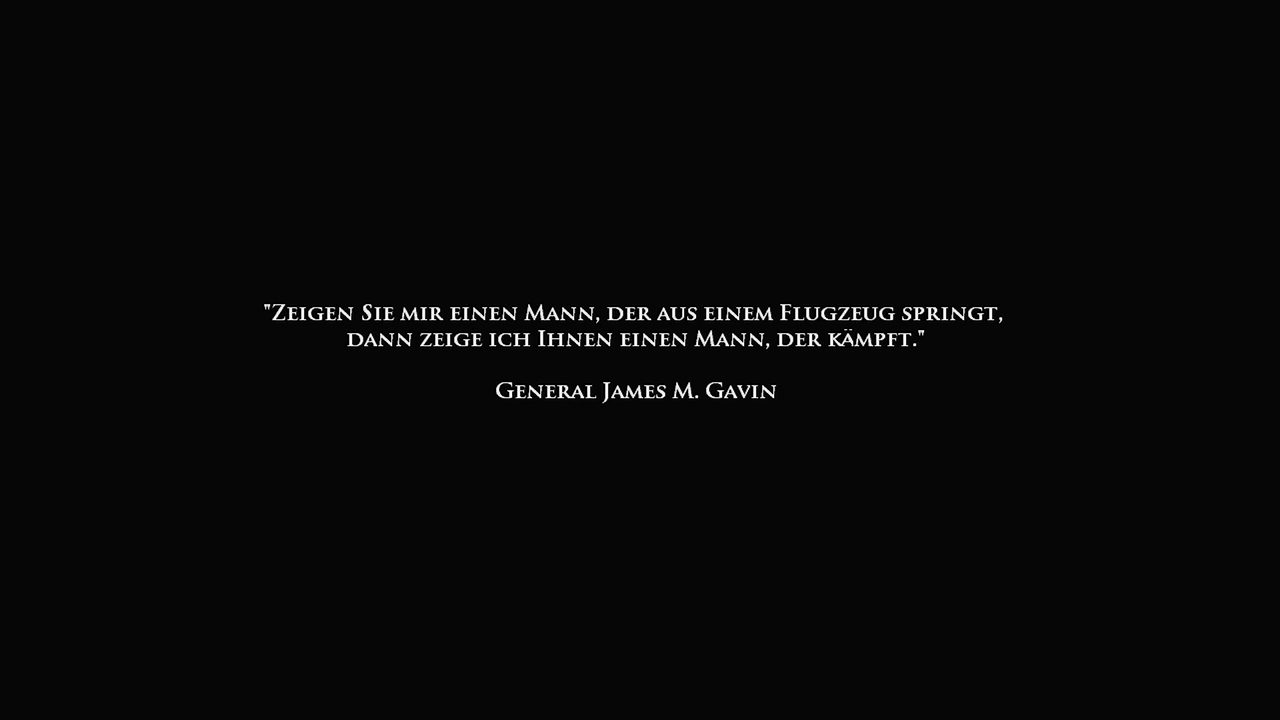 "Zeigen Sie mir einen Mann, der aus einem Flugzeug springt,
dann zeige ich Ihnen einen Mann, der kämpft."
General James M. Gavin